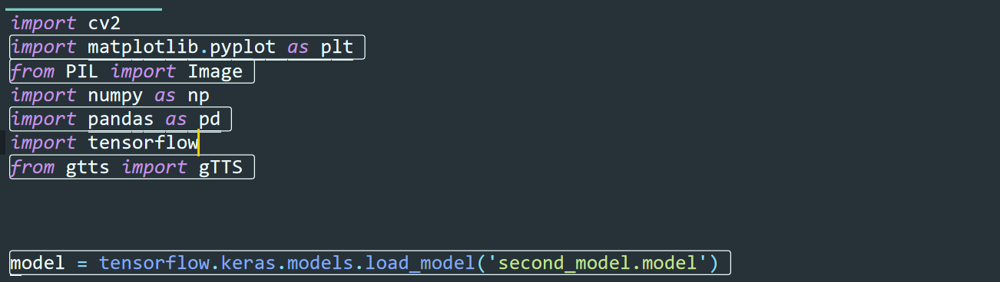 import cv2
import matplotlib.pyplot as plt
from PIL import Image
import numpy as np
import pandas as pd
import tensorflow
from gtts import gTTS
model = tensorflow.keras.models.load_model('second_model.model')